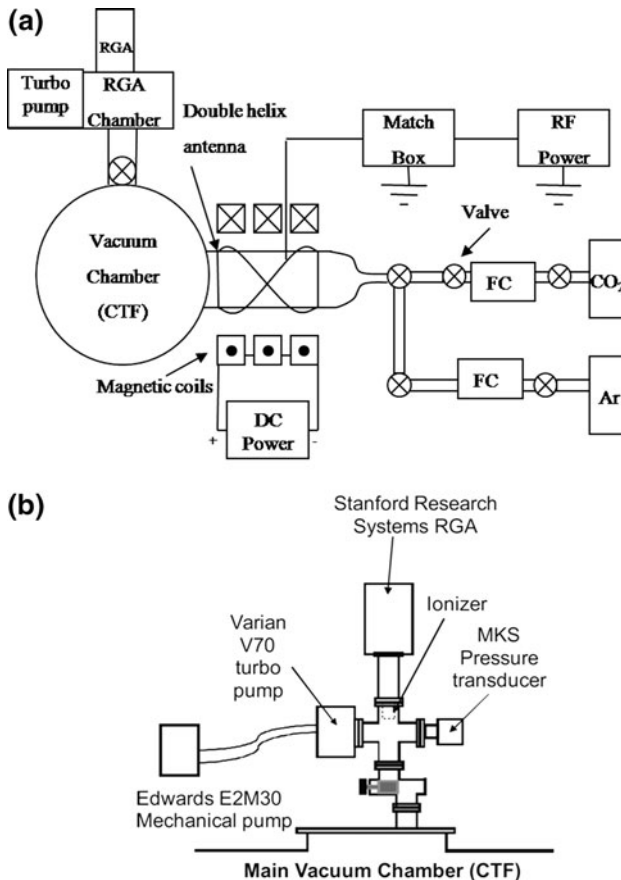 (a)
RGA
Turbo
pump
RGA
Chamber
Double helix
antenna
Match
Box
RF
Power
Valve
Vacuum
Chamber
(CTF)
FC
CO2
FC
Ar
Magnetic coils
DC
Power
+
-
(b)
Stanford Research
Systems RGA
Ionizer
Varian
V70
turbo
pump
MKS
Pressure
transducer
Edwards E2M30
Mechanical pump
Main Vacuum Chamber (CTF)